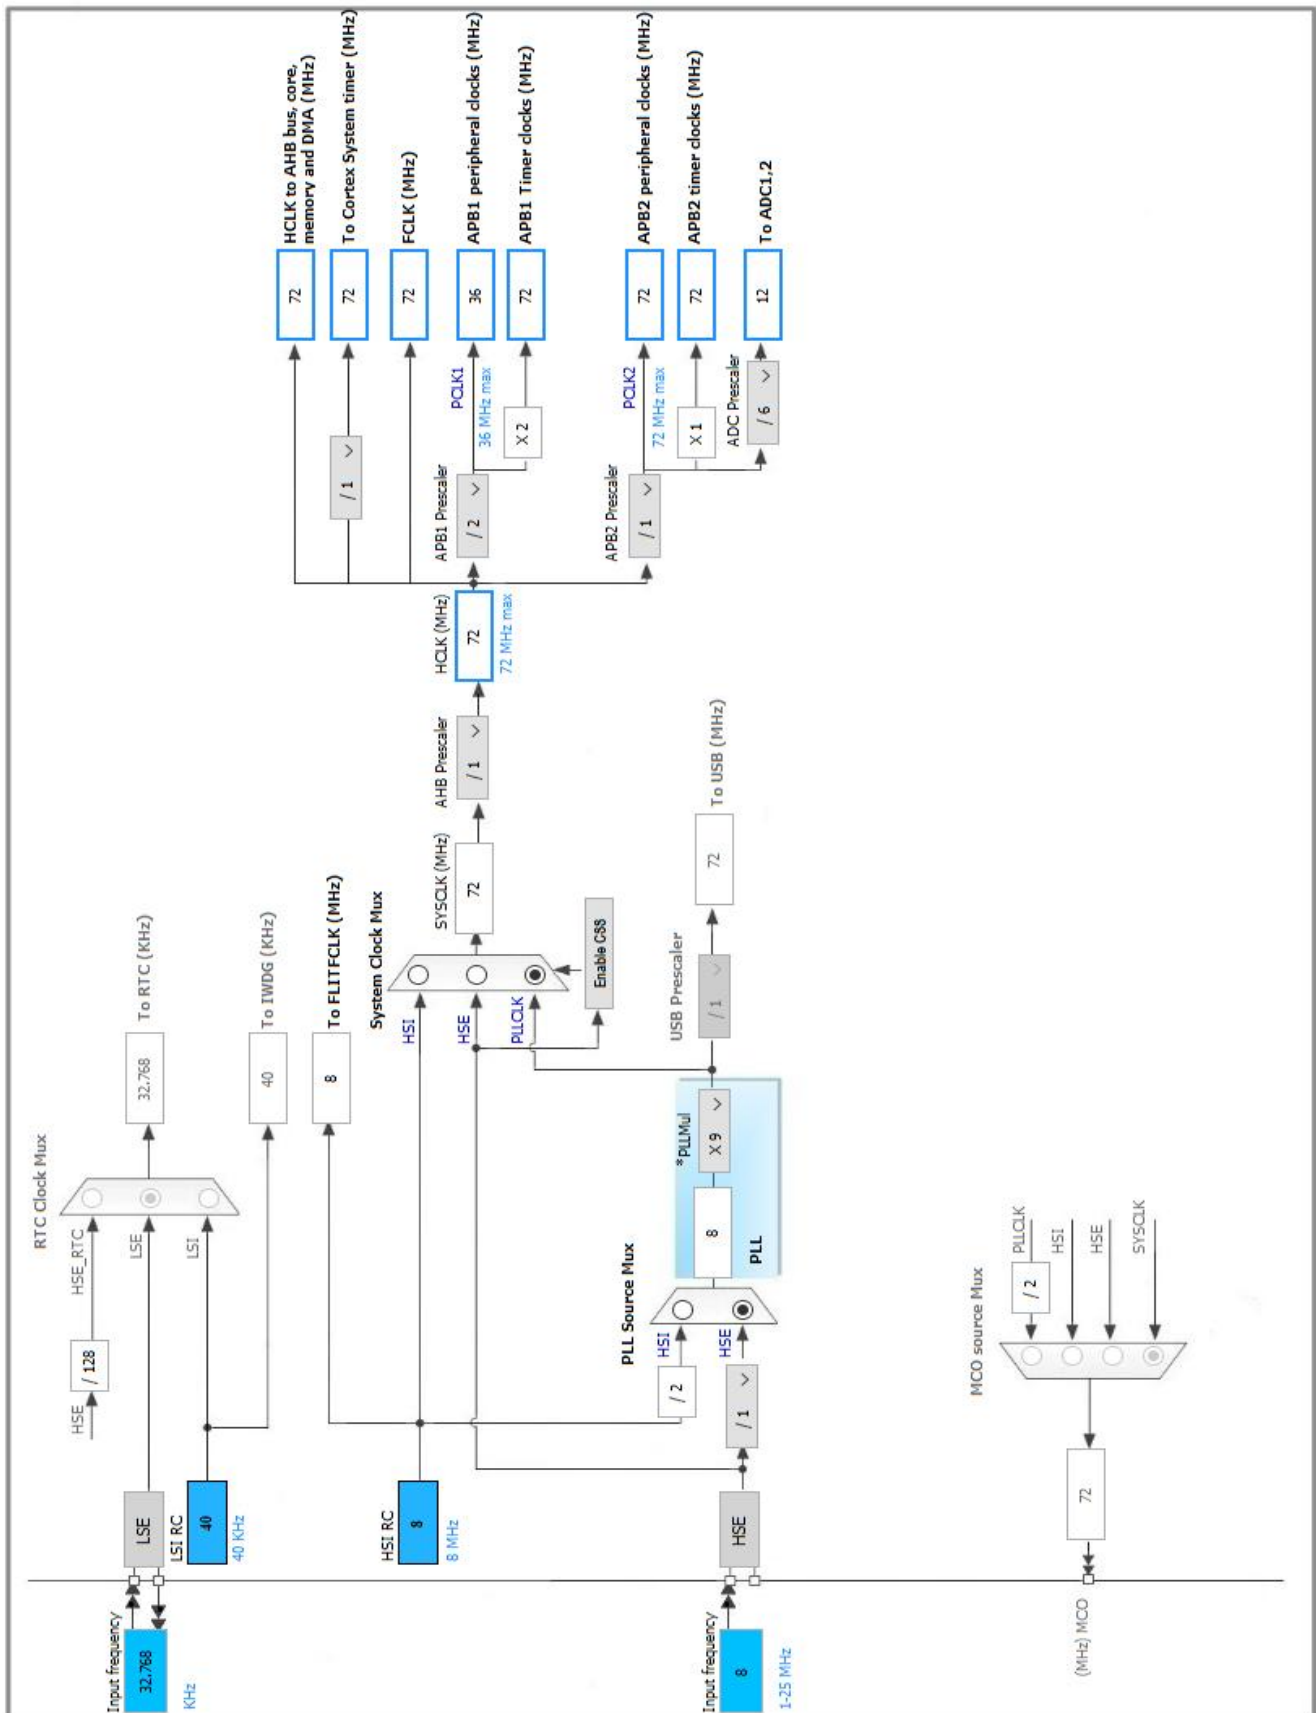 Input frequency
32.768
KHz
LSE
LSI RC
40
40 KHz
HSE
/ 128
HSE_RTC
LSE
LSI
RTC Clock Mux
32.768
To RTC (KHz)
40
To IWDG (KHz)
HSI RC
8
8 MHz
8
To FLITFCLK (MHz)
Input frequency
8
1-25 MHz
HSE
/ 2
/ 1
HSI
HSE
PLL Source Mux
8
*PLLMul
X 9
PLL
USB Prescaler
/ 1
72
To USB (MHz)
HSI
HSE
PLLCLK
System Clock Mux
Enable CSS
SYSCLK (MHz)
72
AHB Prescaler
/ 1
HCLK (MHz)
72
72 MHz max
/ 1
72
HCLK to AHB bus, core,
memory and DMA (MHz)
72
To Cortex System timer (MHz)
72
FCLK (MHz)
APB1 Prescaler
/ 2
PCLK1
36 MHz max
36
APB1 peripheral clocks (MHz)
X 2
72
APB1 Timer clocks (MHz)
APB2 Prescaler
/ 1
PCLK2
72 MHz max
72
APB2 peripheral clocks (MHz)
X 1
72
APB2 timer clocks (MHz)
ADC Prescaler
/ 6
12
To ADC1,2
(MHz) MCO
72
MCO source Mux
/ 2
PLLCLK
HSI
HSE
SYSCLK